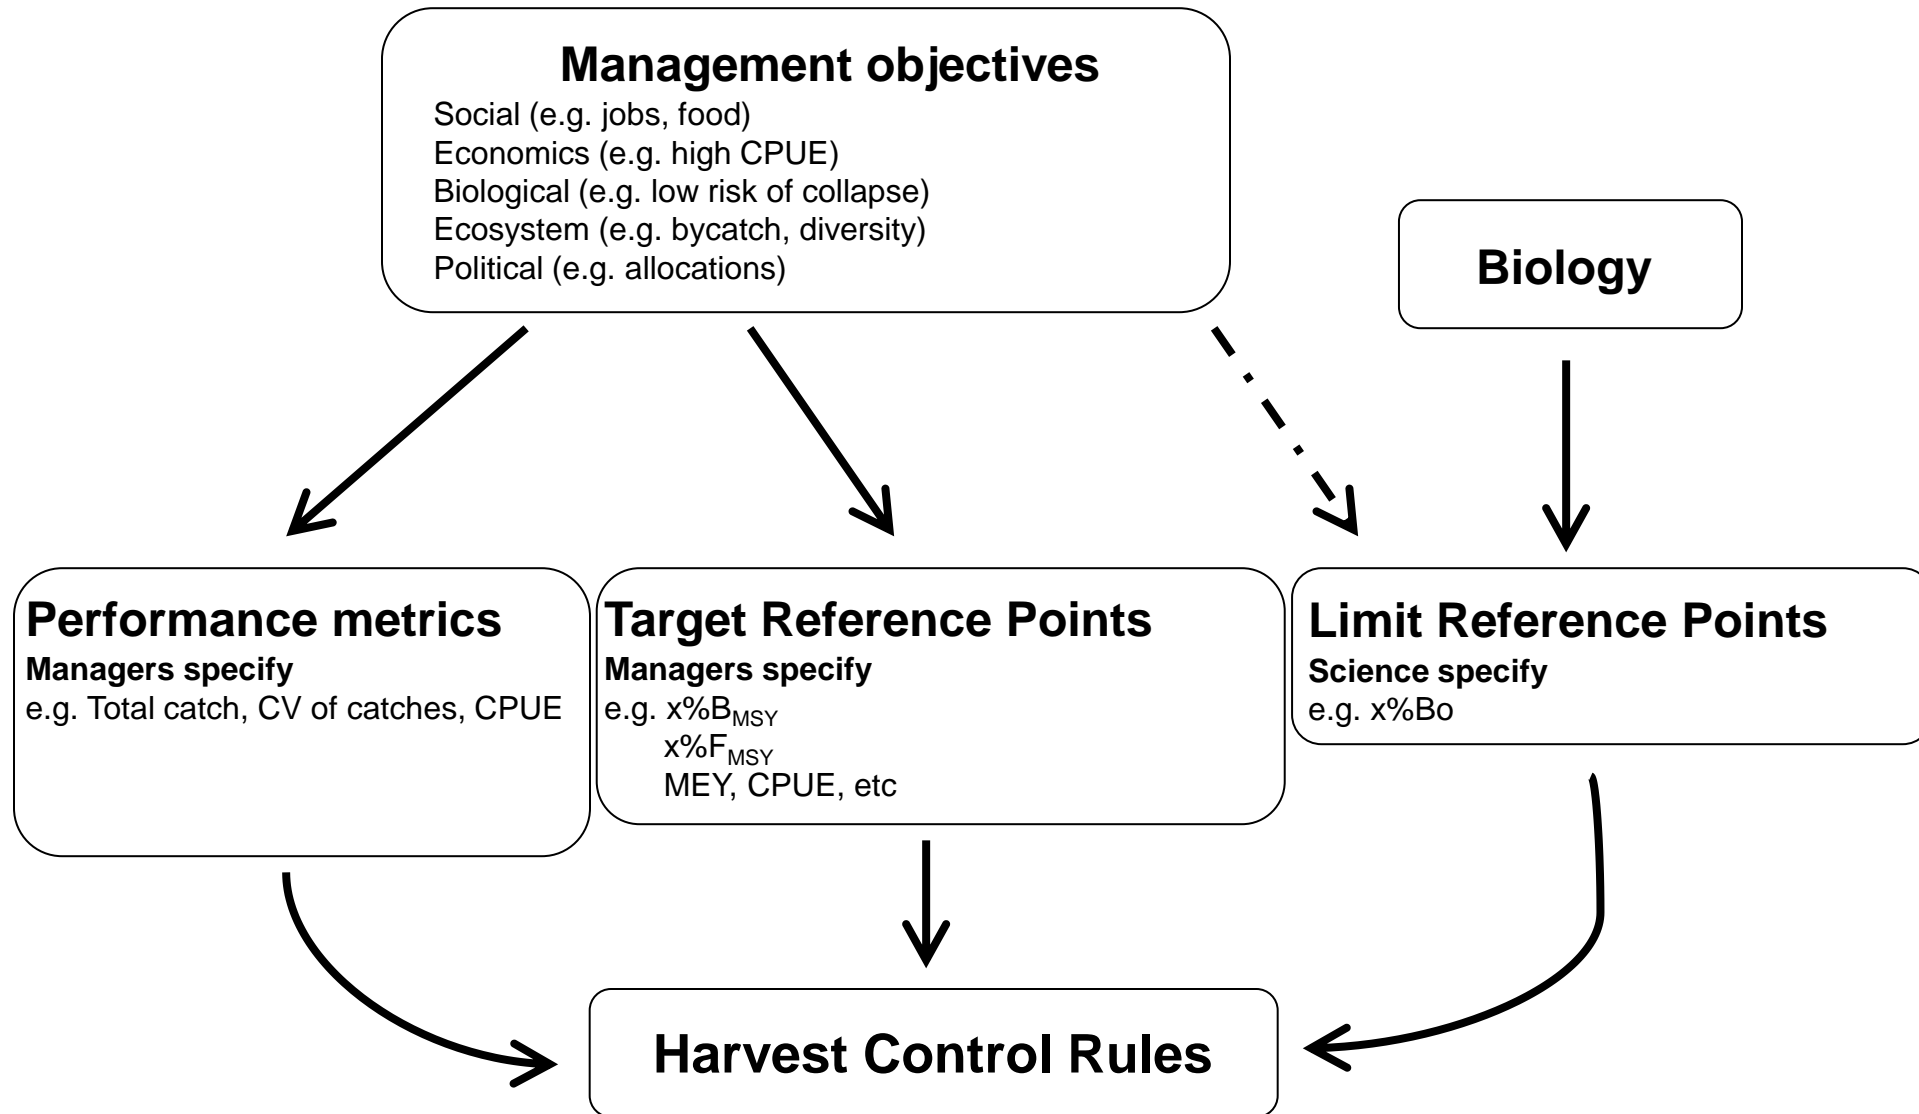 Management objectives
Social (e.g. jobs, food)
Economics (e.g. high CPUE)
Biological (e.g. low risk of collapse)
Ecosystem (e.g. bycatch, diversity)
Political (e.g. allocations)
Biology
Performance metrics
Managers specify
e.g. Total catch, CV of catches, CPUE
Target Reference Points
Managers specify
e.g. x%BMSY
x%FMSY
MEY, CPUE, etc
Limit Reference Points
Science specify
e.g. x%Bo
Harvest Control Rules